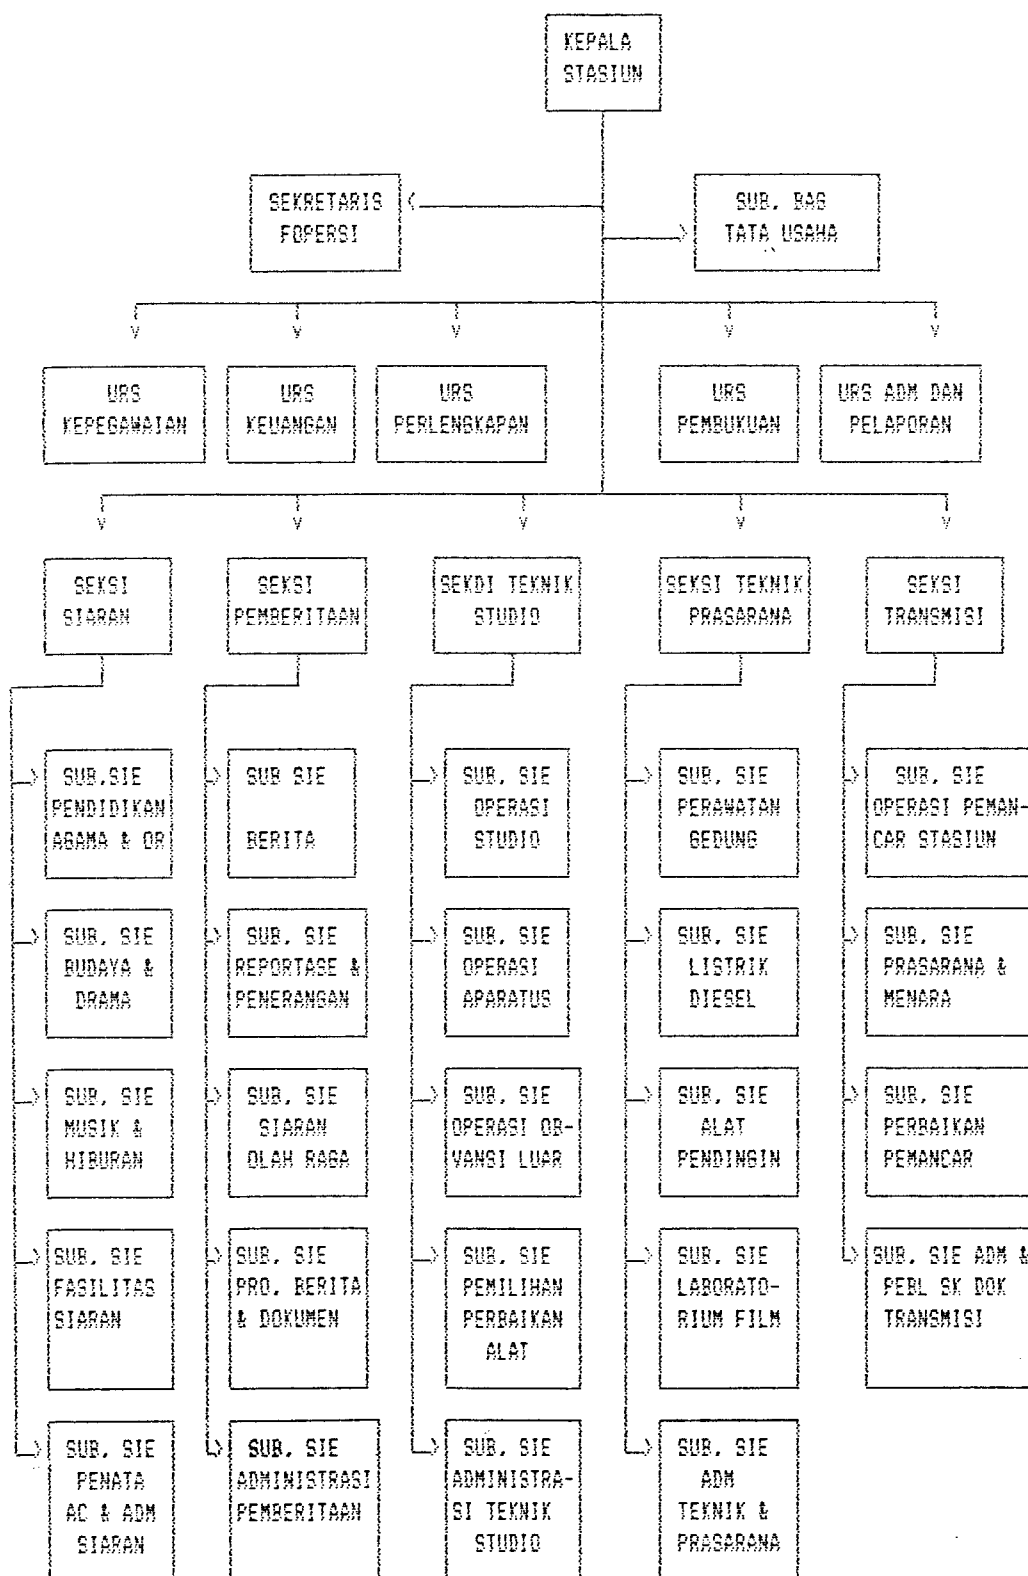 KEPALA
STASIUN
SEKRETARIS
FOPERSI
SUB. BAG
TATA USAHA
URS
KEPEGAWAIAN
URS
KEUANGAN
URS
PERLENGKAPAN
URS
PEMBUKUAN
URS ADM DAN
PELAPORAN
SEKSI
SIARAN
SEKSI
PEMBERITAAN
SEKDI TEKNIK
STUDIO
SEKSI TEKNIK
PRASARANA
SEKSI
TRANSMISI
SUB.SIE
PENDIDIKAN
AGAMA & OR
SUB SIE
BERITA
SUB. SIE
OPERASI
STUDIO
SUB. SIE
PERAWATAN
GEDUNG
SUB. SIE
OPERASI PEMAN-
CAR STASIUN
SUB. SIE
BUDAYA &
DRAMA
SUB. SIE
REPORTASE &
PENERANGAN
SUB. SIE
OPERASI
APARATUS
SUB. SIE
LISTRIK
DIESEL
SUB. SIE
PRASARANA &
MENARA
SUB. SIE
MUSIK &
HIBURAN
SUB. SIE
SIARAN
OLAH RAGA
SUB. SIE
OPERASI OB-
VANSI LUAR
SUB. SIE
ALAT
PENDINGIN
SUB. SIE
PERBAIKAN
PEMANCAR
SUB. SIE
FASILITAS
SIARAN
SUB. SIE
PRO. BERITA
& DOKUMEN
SUB. SIE
PEMILIHAN
PERBAIKAN
ALAT
SUB. SIE
LABORATO-
RIUM FILM
SUB. SIE ADM &
PEBL SK DOK
TRANSMISI
SUB. SIE
PENATA
AC & ADM
SIARAN
SUB. SIE
ADMINISTRASI
PEMBERITAAN
SUB. SIE
ADMINISTRA-
SI TEKNIK
STUDIO
SUB. SIE
ADM
TEKNIK &
PRASARANA